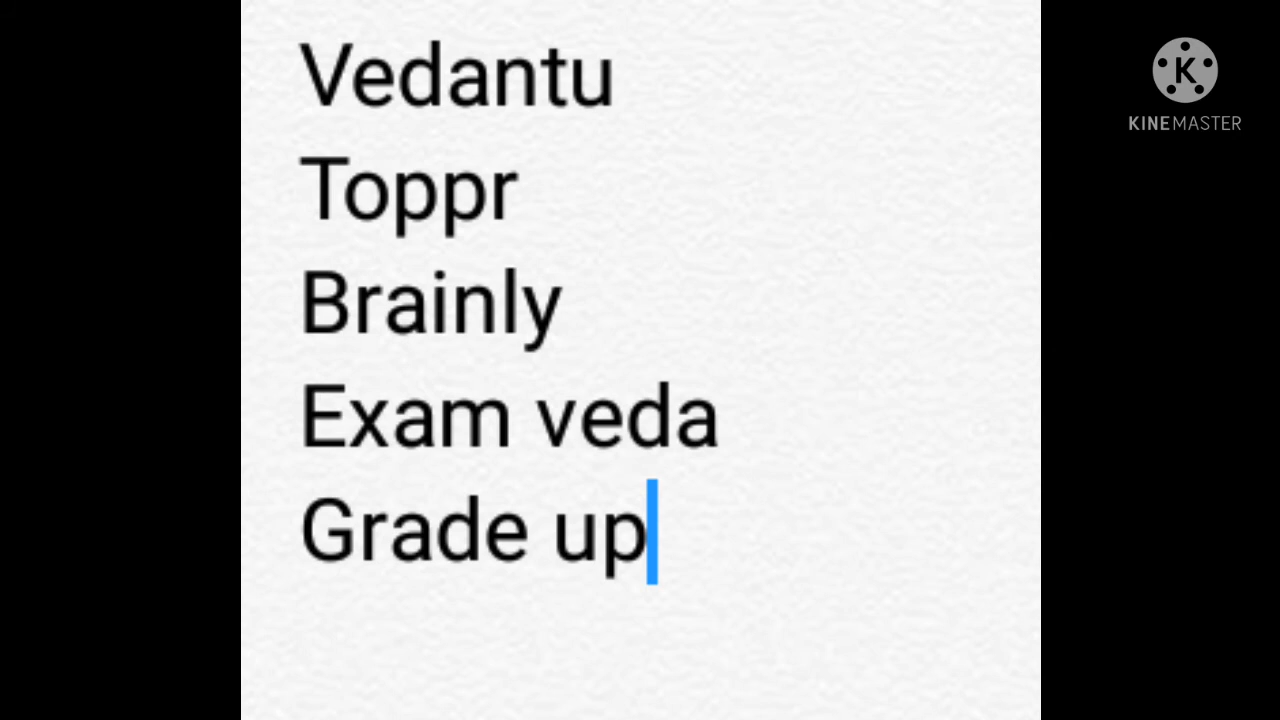 Vedantu
Toppr
Brainly
Exam veda
Grade up
K
KINEMASTER